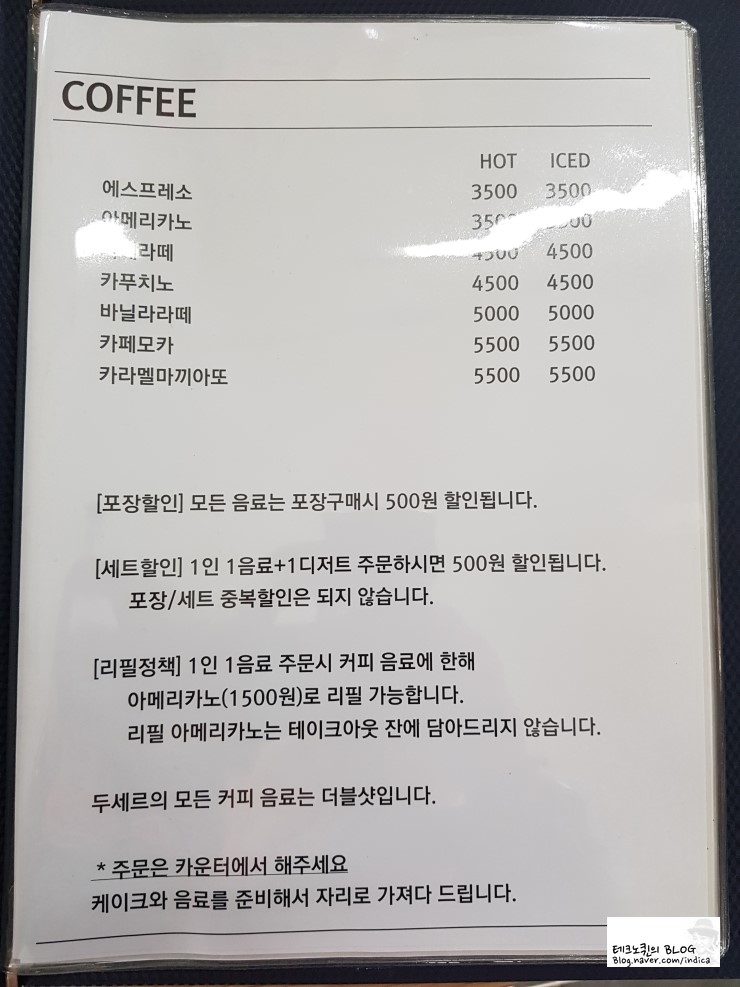 COFFEE
HOT ICED
에스프레소 3500 3500
아메리카노
라떼 4500 4500
카푸치노 4500 4500
바닐라라떼 5000 5000
카페모카 5500 5500
카라멜마끼아또 5500 5500
[포장할인] 모든 음료는 포장구매시 500원 할인됩니다.
[세트할인] 1인 1음료+1디저트 주문하시면 500원 할인됩니다.
포장/세트 중복할인은 되지 않습니다.
[리필정책] 1인 1음료 주문시 커피 음료에 한해
아메리카노(1500원)로 리필 가능합니다.
리필 아메리카노는 테이크아웃 잔에 담아드리지 않습니다.
두세르의 모든 커피 음료는 더블샷입니다.
* 주문은 카운터에서 해주세요
케이크와 음료를 준비해서 자리로 가져다 드립니다.
테크노퀸의 BLOG
Blog.naver.com/indica